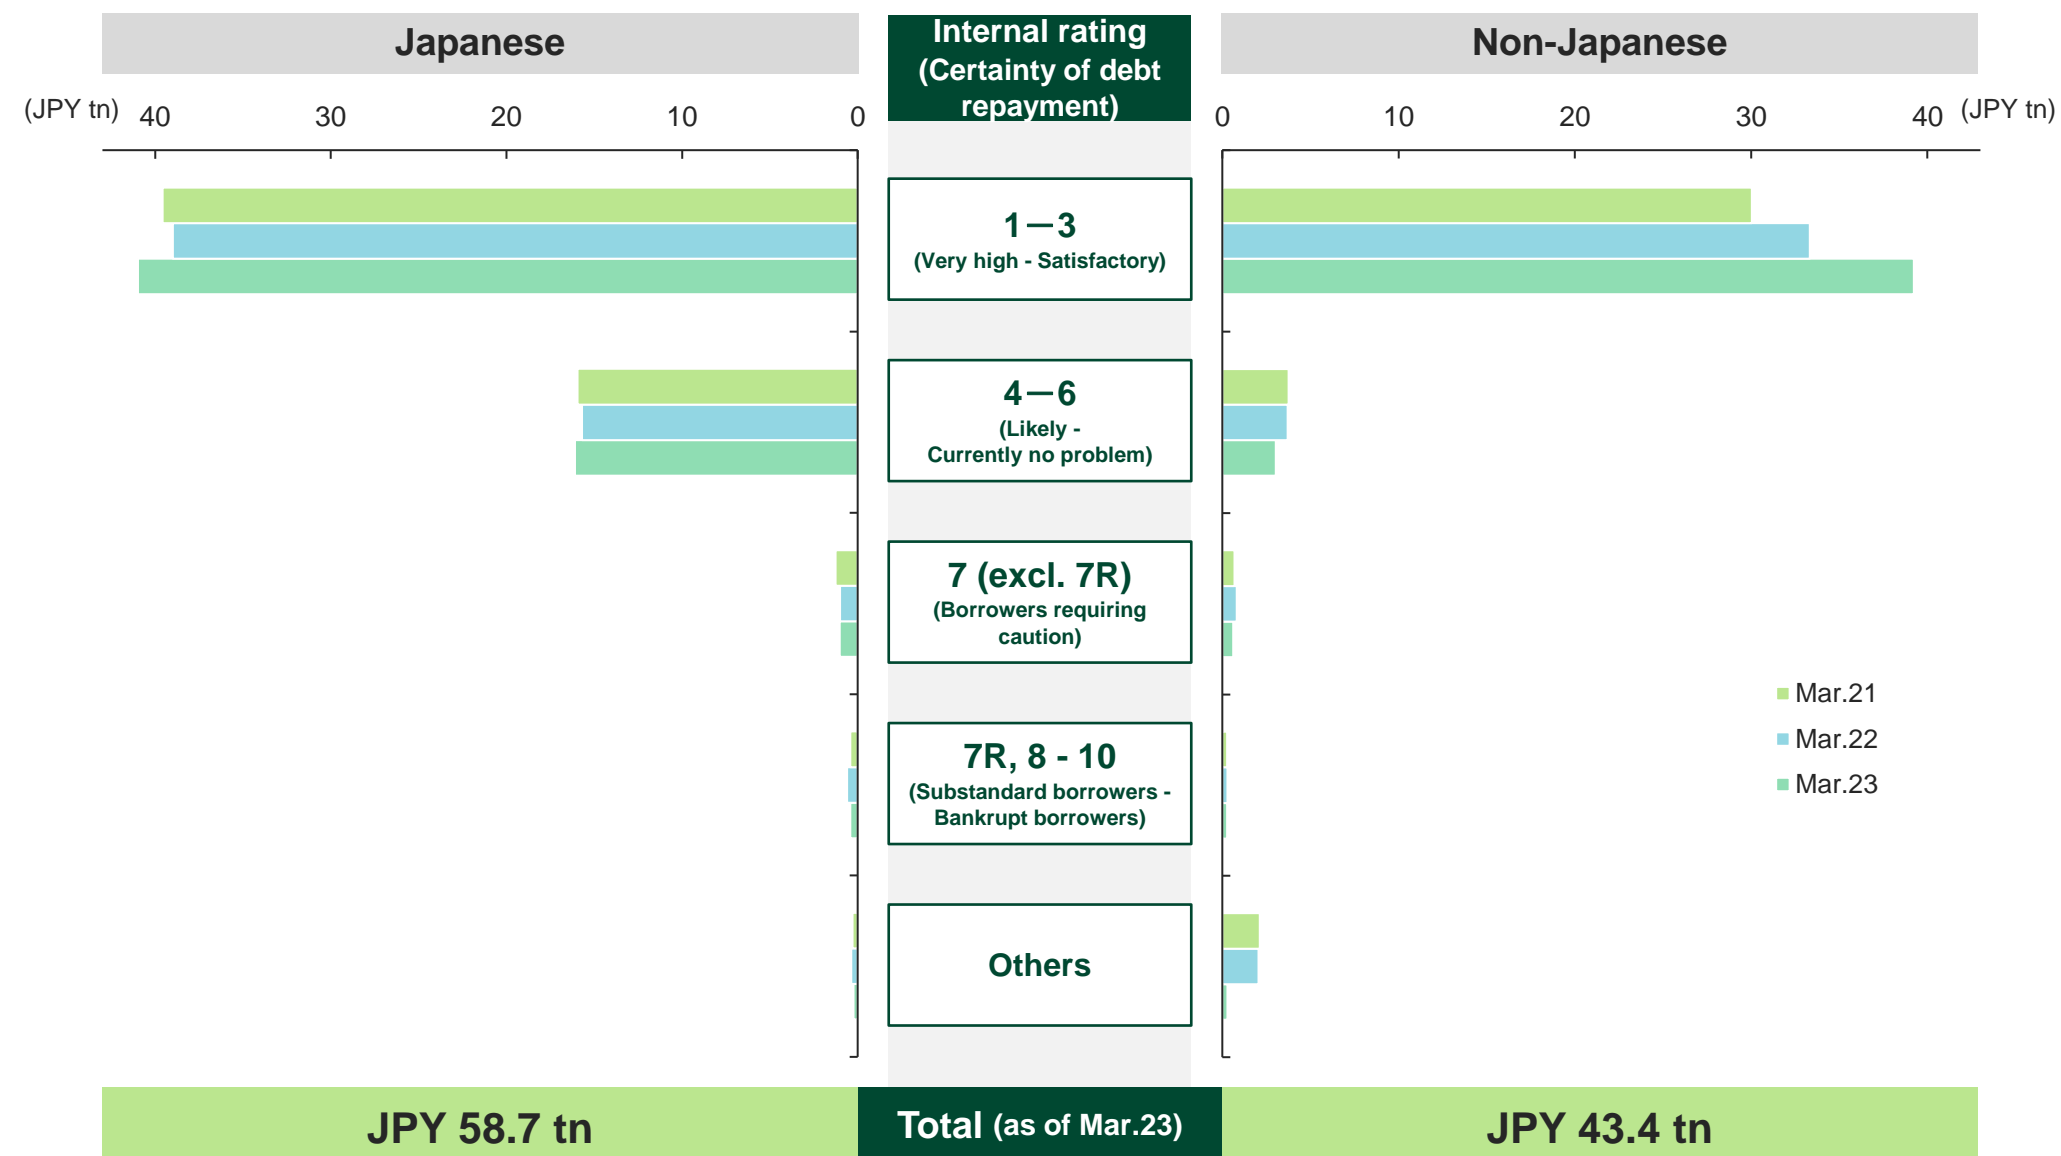 Japanese
Internal rating
(Certainty of debt
repayment)
Non-Japanese
(JPY tn) 40 30 20 10 0
0 10 20 30 40 (JPY tn)
1—3
(Very high - Satisfactory)
4—6
(Likely -
Currently no problem)
7 (excl. 7R)
(Borrowers requiring
caution)
7R, 8 - 10
(Substandard borrowers -
Bankrupt borrowers)
Others
Mar.21
Mar.22
Mar.23
JPY 58.7 tn
Total (as of Mar.23)
JPY 43.4 tn